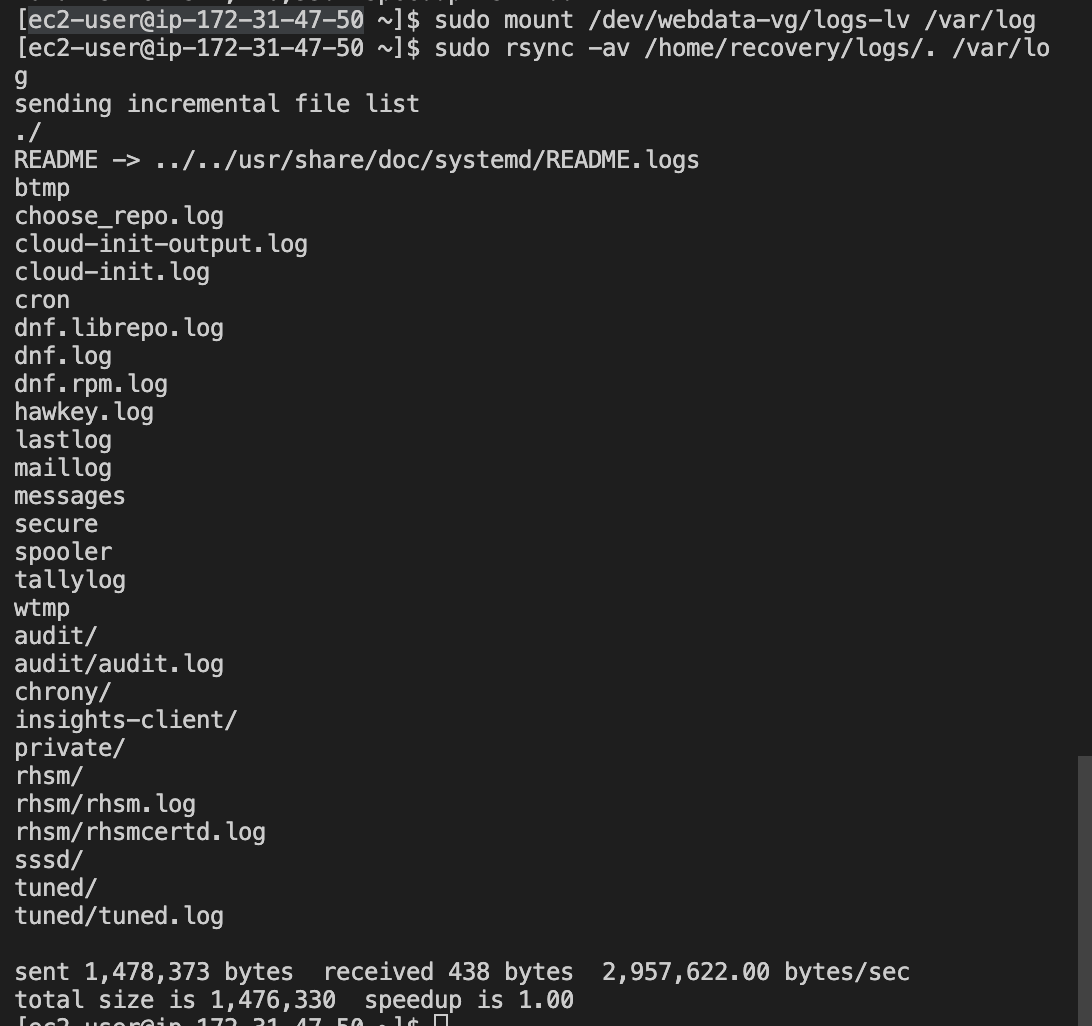 [ec2-user@ip-172-31-47-50 ~]$ sudo mount /dev/webdata-vg/logs-lv /var/log
[ec2-user@ip-172-31-47-50 ~]$ sudo rsync -av /home/recovery/logs/. /var/lo
g
sending incremental file list
./
README -> ../../usr/share/doc/systemd/README.logs
btmp
choose_repo.log
cloud-init-output.log
cloud-init.log
cron
dnf.librepo.log
dnf.log
dnf.rpm.log
hawkey.log
lastlog
maillog
messages
secure
spooler
tallylog
wtmp
audit/
audit/audit.log
chrony/
insights-client/
private/
rhsm/
rhsm/rhsm.log
rhsm/rhsmcertd.log
sssd/
tuned/
tuned/tuned.log
sent 1,478,373 bytes  received 438 bytes  2,957,622.00 bytes/sec
total size is 1,476,330  speedup is 1.00
[ec2-user@ip-172-31-47-50 ~]$